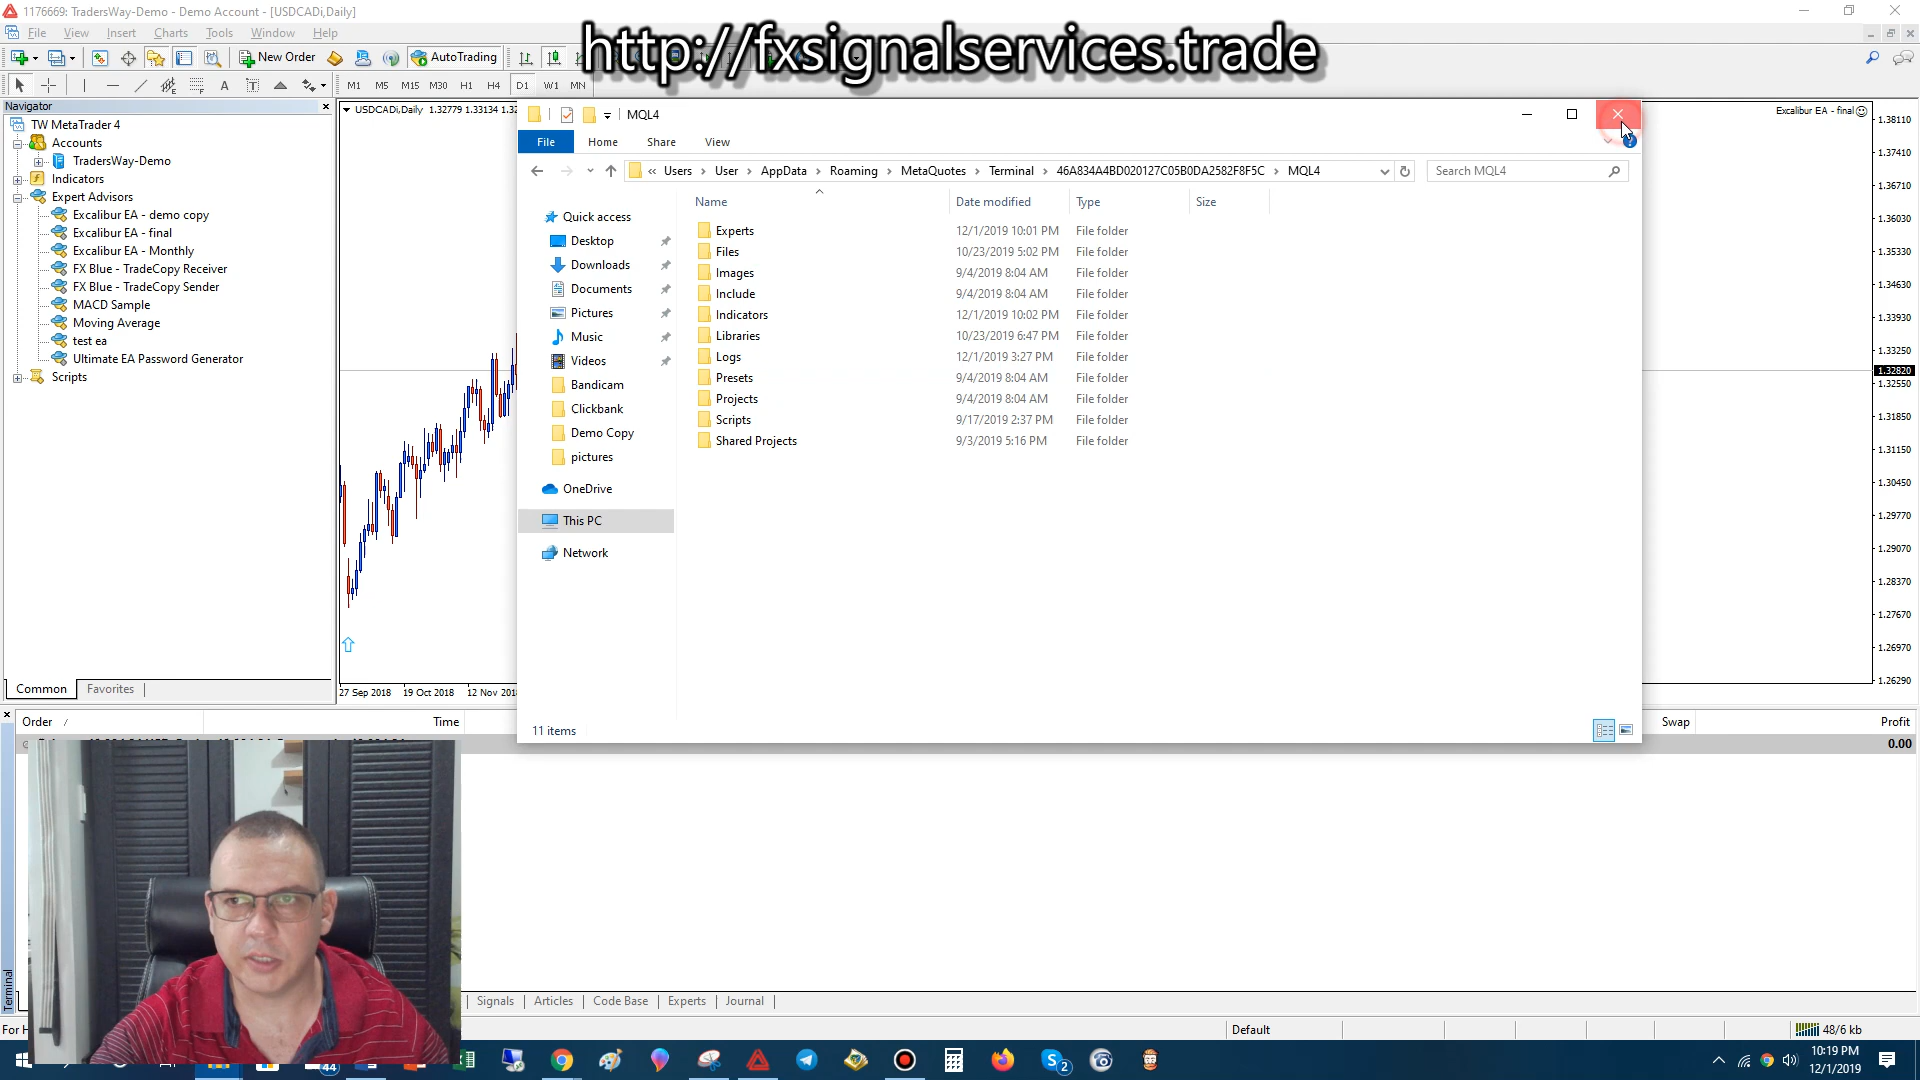 1176669: TradersWay-Demo - Demo Account - [USDCADi,Daily]
http://fxsignalservices.trade
File View Insert Charts Tools Window Help
New Order AutoTrading
M1 M5 M15 M30 H1 H4 D1 W1 MN
Navigator
TW MetaTrader 4
Accounts
TradersWay-Demo
Indicators
Expert Advisors
Excalibur EA - demo copy
Excalibur EA - final
Excalibur EA - Monthly
FX Blue - TradeCopy Receiver
FX Blue - TradeCopy Sender
MACD Sample
Moving Average
test ea
Ultimate EA Password Generator
Scripts
Common Favorites
USDCADi,Daily 1.32779 1.33134
27 Sep 2018 19 Oct 2018 12 Nov
MQL4
File Home Share View
« Users > User > AppData > Roaming > MetaQuotes > Terminal > 46A834A4BD020127C05B0DA2582F8F5C > MQL4
Search MQL4
Quick access
Desktop
Downloads
Documents
Pictures
Music
Videos
Bandicam
Clickbank
Demo Copy
pictures
OneDrive
This PC
Network
Name Date modified Type Size
Experts 12/1/2019 10:01 PM File folder
Files 10/23/2019 5:02 PM File folder
Images 9/4/2019 8:04 AM File folder
Include 9/4/2019 8:04 AM File folder
Indicators 12/1/2019 10:02 PM File folder
Libraries 10/23/2019 6:47 PM File folder
Logs 12/1/2019 3:27 PM File folder
Presets 9/4/2019 8:04 AM File folder
Projects 9/4/2019 8:04 AM File folder
Scripts 9/17/2019 2:37 PM File folder
Shared Projects 9/3/2019 5:16 PM File folder
11 items
Excalibur EA - final
1.38110
1.37410
1.36710
1.36030
1.35330
1.34630
1.33930
1.33250
1.32820
1.32550
1.31850
1.31150
1.30450
1.29770
1.29070
1.28370
1.27670
1.26970
1.26290
Order / Time Swap Profit
0.00
Terminal
Signals Articles Code Base Experts Journal
For H
Default
48/6 kb
44
2
10:19 PM
12/1/2019